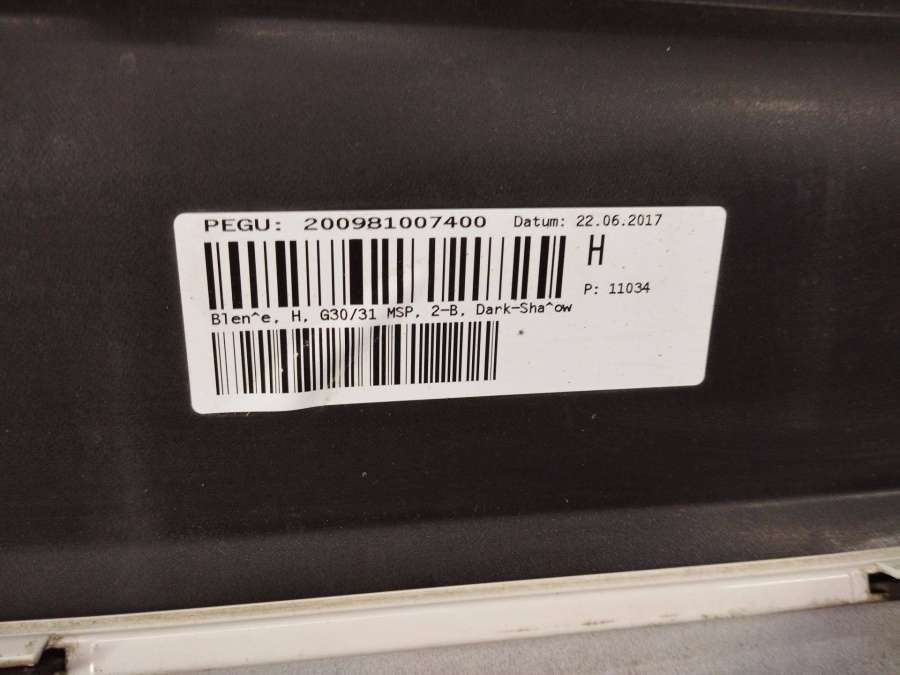 PEGU: 200981007400 Datum: 22.06.2017
H
P: 11034
Blen^e, H, G30/31 MSP, 2-B, Dark-Sha^ow